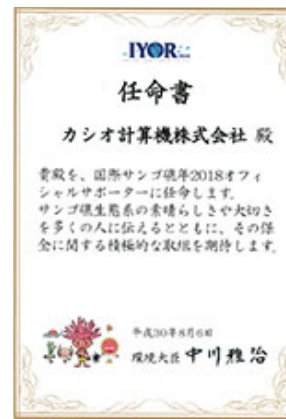 IYOR
任命書
カシオ計算機株式会社 殿
貴殿を、国際サンゴ礁年2018オフィ
シャルサポーターに任命します。
サンゴ礁生態系の素晴らしさや大切さ
を多くの人に伝えるとともに、その保
全に関する積極的な取組を期待します。
平成30年8月6日
環境大臣 中川雅治